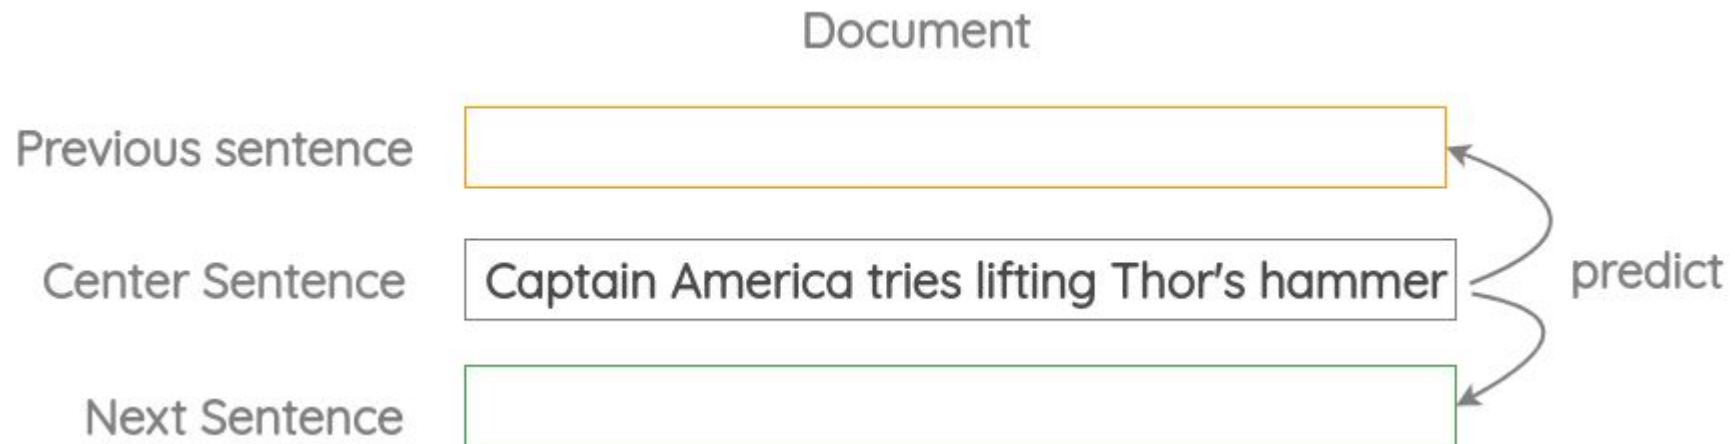 Document
Previous sentence
Center Sentence
Captain America tries lifting Thor's hammer
predict
Next Sentence